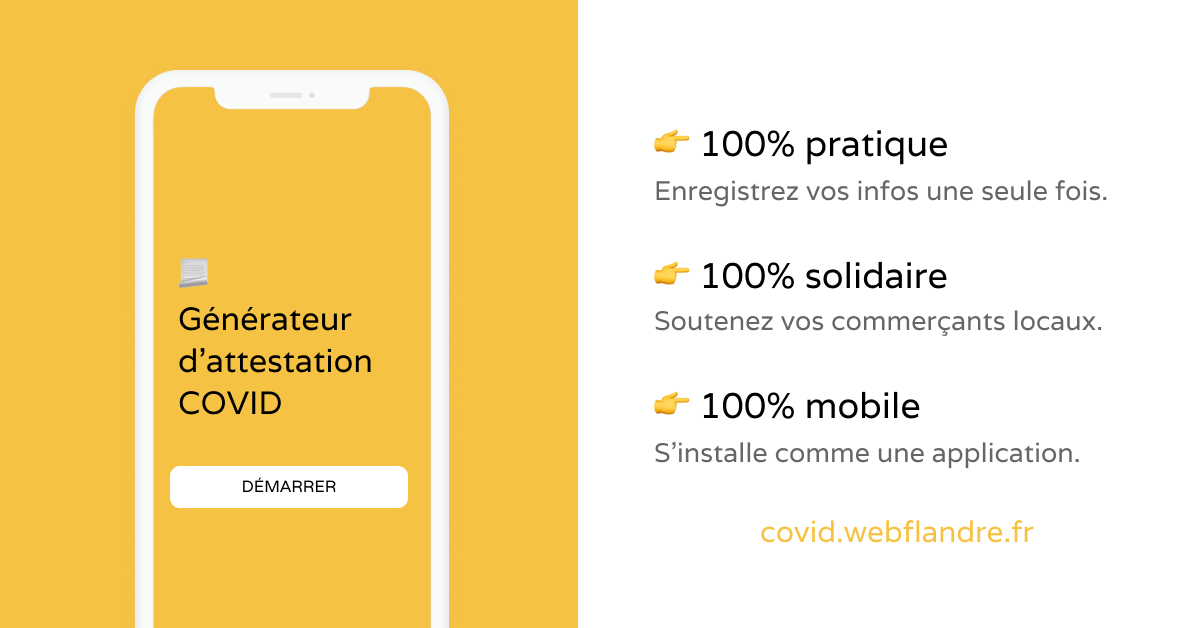 Générateur
d’attestation
COVID
DÉMARRER
👉 100% pratique
Enregistrez vos infos une seule fois.
👉 100% solidaire
Soutenez vos commerçants locaux.
👉 100% mobile
S’installe comme une application.
covid.webflandre.fr